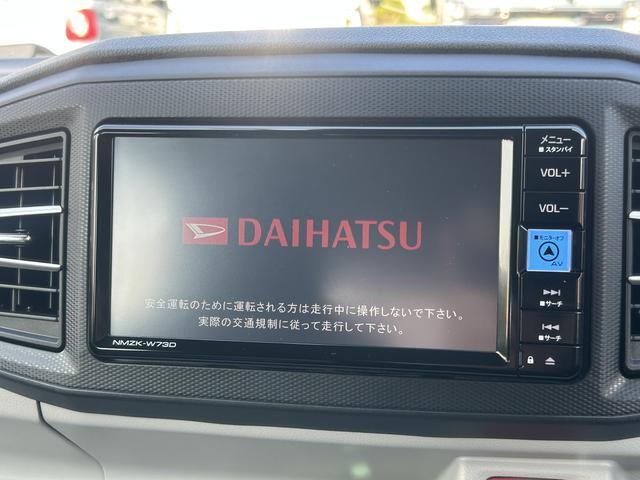 メニュー
■スタンバイ
VOL+
VOL−
■モニターオフ
AV
DAIHATSU
安全運転のために運転される方は走行中に操作しないで下さい。
実際の交通規制に従って走行して下さい。
■サーチ
■サーチ
NMZK-W73D